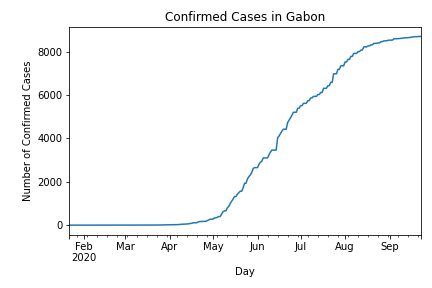 Confirmed Cases in Gabon
Number of Confirmed Cases
8000
6000
4000
2000
0
Feb Mar Apr May Jun Jul Aug Sep
2020
Day